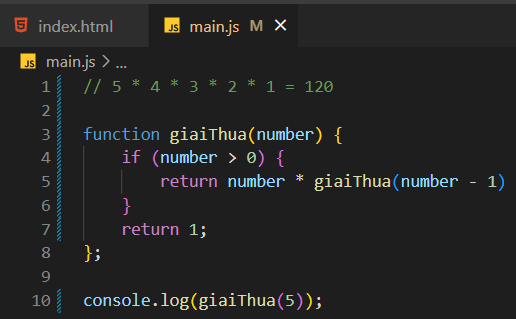 index.html main.js M
main.js > ...
1 // 5 * 4 * 3 * 2 * 1 = 120
2
3 function giaiThua(number) {
4 if (number > 0) {
5 return number * giaiThua(number - 1)
6 }
7 return 1;
8 };
9
10 console.log(giaiThua(5));